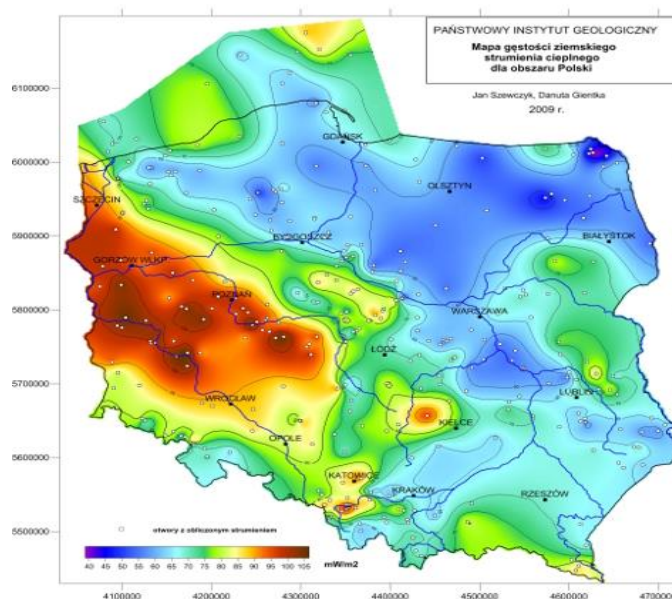 PAŃSTWOWY INSTYTUT GEOLOGICZNY
Mapa gęstości ziemskiego
strumienia cieplnego
dla obszaru Polski
Jan Szewczyk, Danuta Gientka
2009 r.
6100000
GDAŃSK
6000000
OLSZTYN
SZCZECIN
5900000
BYDGOSZCZ
BIAŁYSTOK
GORZÓW WLKP
POZNAŃ
5800000
WARSZAWA
ŁÓDŹ
5700000
WROCŁAW
LUBLIN
KIELCE
5600000
OPOLE
KATOWICE
KRAKÓW
RZESZÓW
5500000
otwory z obliczonym strumieniem
40 45 50 55 60 65 70 75 80 85 90 95 100 105
mW/m2
4100000 4200000 4300000 4400000 4500000 4600000 470000